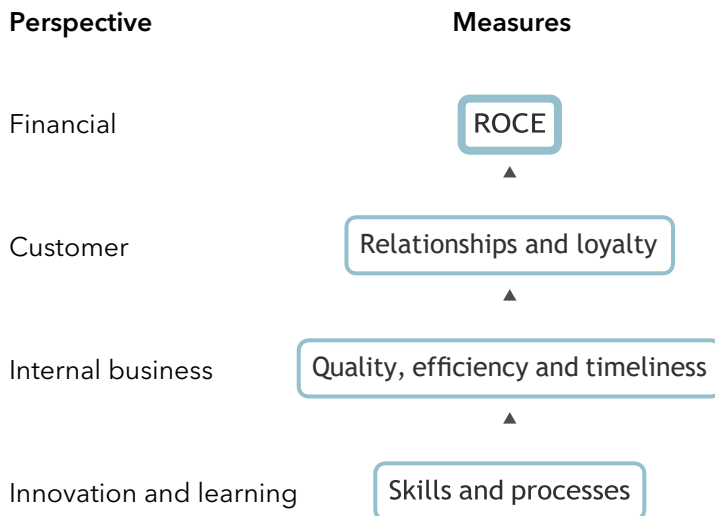 Perspective Measures
Financial ROCE
Customer Relationships and loyalty
Internal business Quality, efficiency and timeliness
Innovation and learning Skills and processes